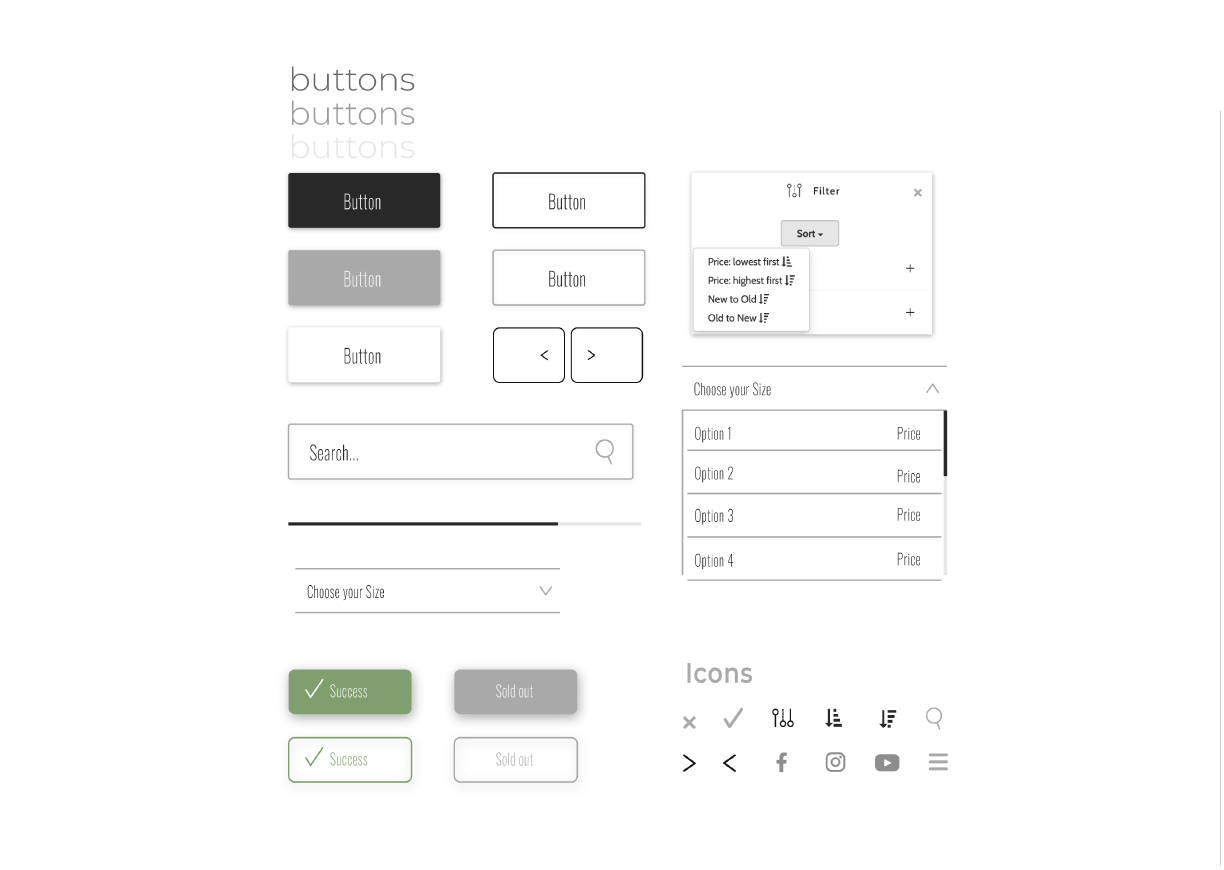 buttons
buttons
buttons
Button
Button
Button
Button
Button
< >
Search...
Choose your Size
Success
Sold out
Success
Sold out
Filter
Sort
Price: lowest first
Price: highest first
New to Old
Old to New
Choose your Size
Option 1 Price
Option 2 Price
Option 3 Price
Option 4 Price
Icons